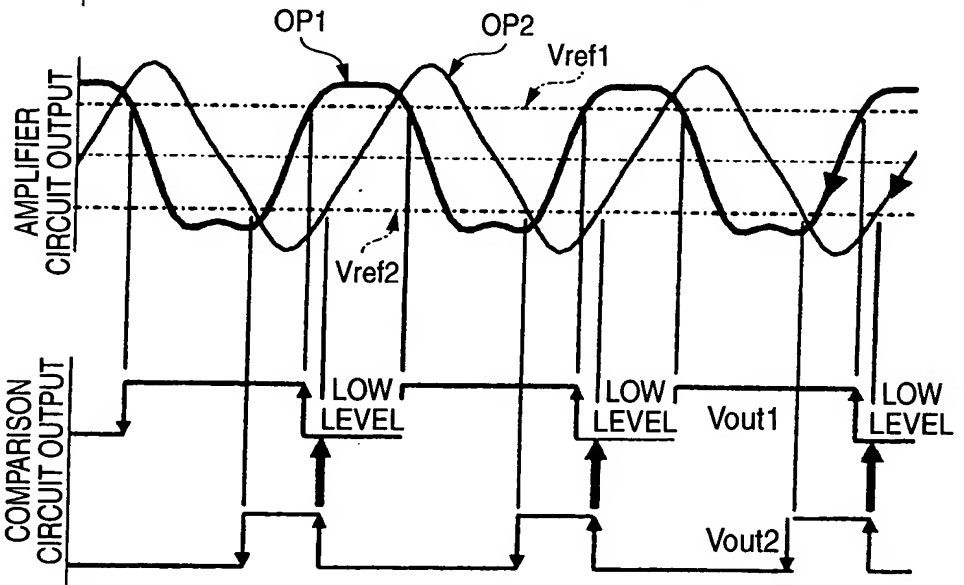 OP1
OP2
Vref1
AMPLIFIER
CIRCUIT OUTPUT
Vref2
COMPARISON
CIRCUIT OUTPUT
LOW
LEVEL
LOW
LEVEL
Vout1
LOW
LEVEL
Vout2